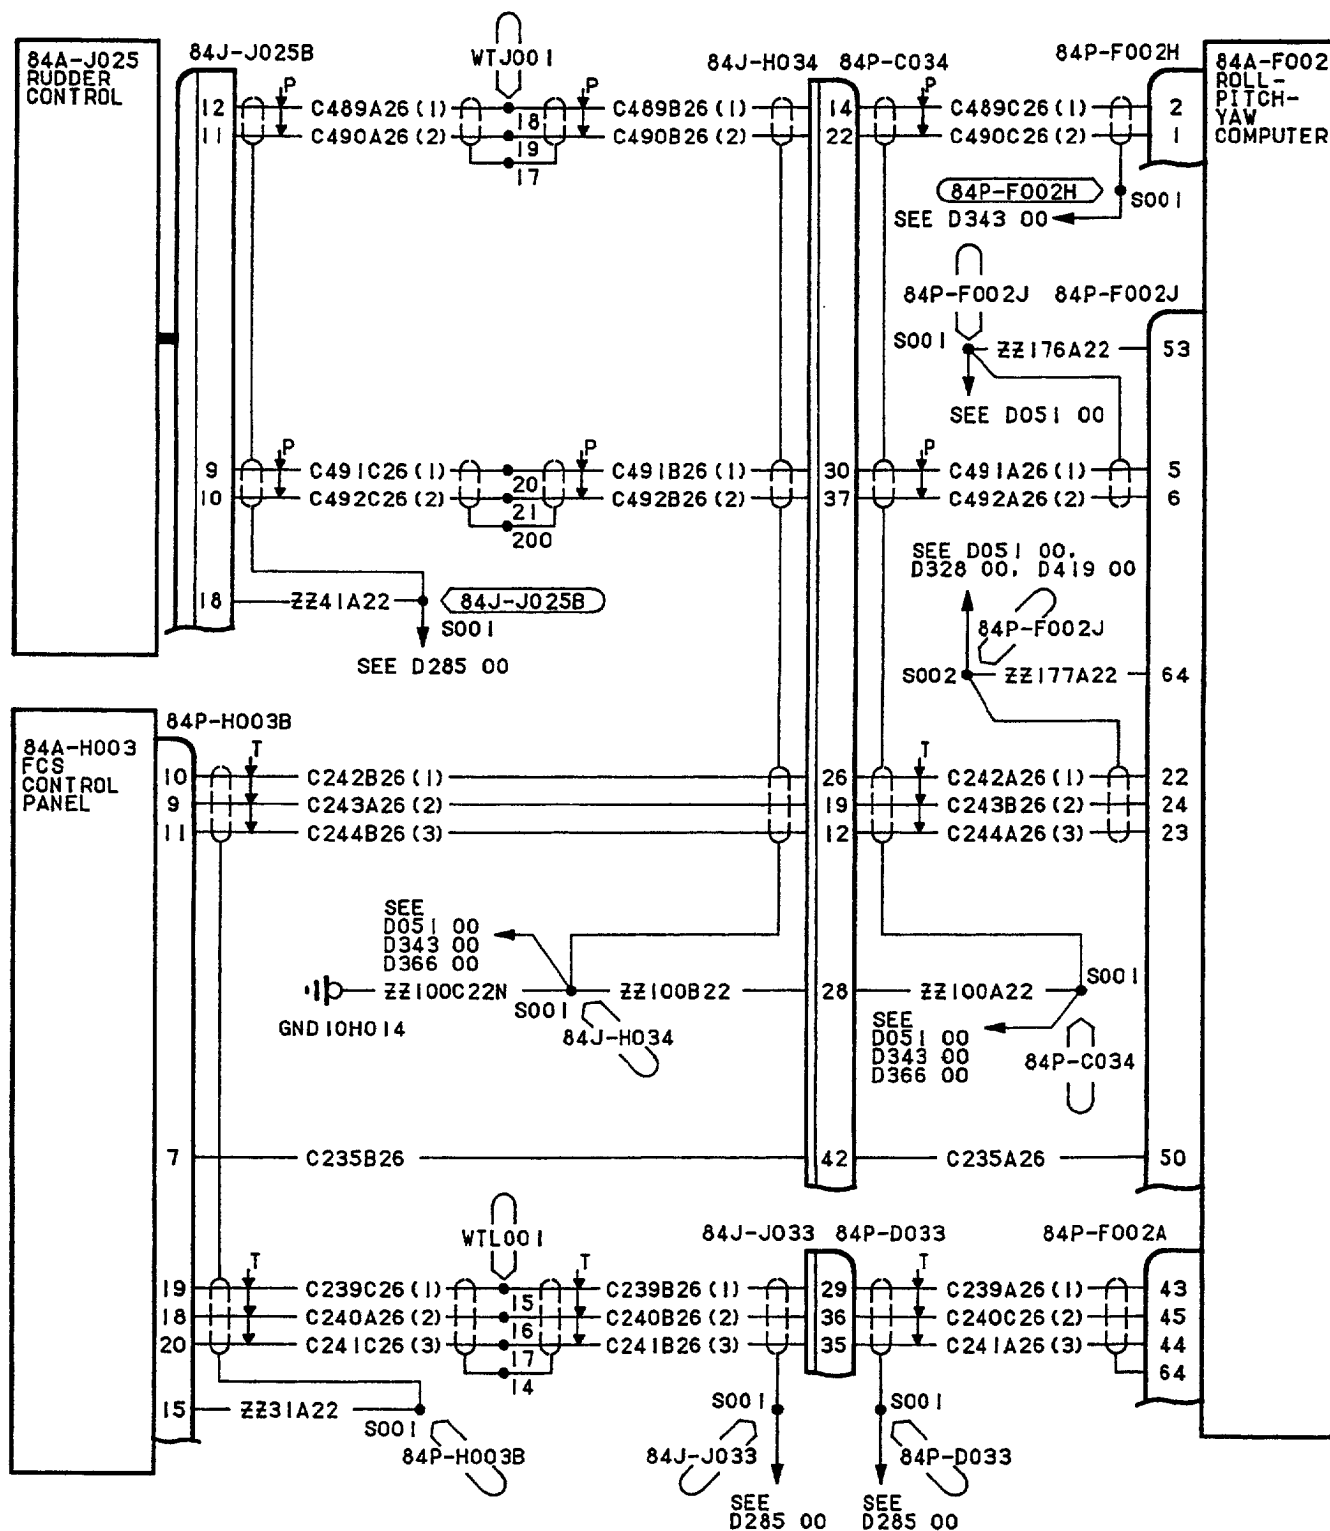 84A-J025
RUDDER
CONTROL
84J-J025B
WTJ001
84J-H034 84P-C034
84P-F002H
84A-F002
ROLL-
PITCH-
YAW
COMPUTER
12 P C489A26(1) 18 P C489B26(1) 14 P C489C26(1) 2
11 C490A26(2) 19 C490B26(2) 22 C490C26(2) 1
17
84P-F002H S001
SEE D343 00
84P-F002J 84P-F002J
S001 ZZ176A22 53
SEE D051 00
9 P C491C26(1) 20 P C491B26(1) 30 P C491A26(1) 5
10 C492C26(2) 21 C492B26(2) 37 C492A26(2) 6
200
SEE D051 00,
D328 00, D419 00
18 ZZ41A22 84J-J025B
S001
SEE D285 00
84P-F002J
S002 ZZ177A22 64
84P-H003B
84A-H003
FCS
CONTROL
PANEL
10 T C242B26(1) 26 T C242A26(1) 22
9 C243A26(2) 19 C243B26(2) 24
11 C244B26(3) 12 C244A26(3) 23
SEE
D051 00
D343 00
D366 00
ZZ100C22N S001 ZZ100B22 28 ZZ100A22 S001
GND10H014
84J-H034
SEE
D051 00
D343 00
D366 00
84P-C034
7 C235B26 42 C235A26 50
WTL001
84J-J033 84P-D033
84P-F002A
19 T C239C26(1) 15 T C239B26(1) 29 T C239A26(1) 43
18 C240A26(2) 16 C240B26(2) 36 C240C26(2) 45
20 C241C26(3) 17 C241B26(3) 35 C241A26(3) 44
14 64
15 ZZ31A22 S001
84P-H003B
S001 S001
84J-J033 84P-D033
SEE
D285 00
SEE
D285 00